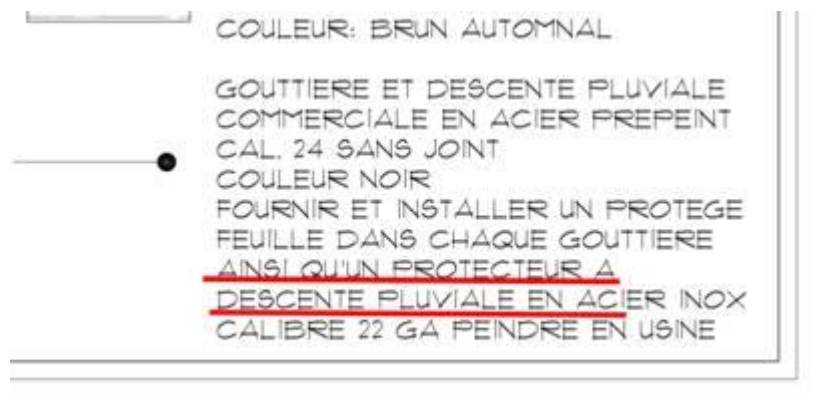 COULEUR: BRUN AUTOMNAL
GOUTTIERE ET DESCENTE PLUVIALE
COMMERCIALE EN ACIER PREPEINT
CAL. 24 SANS JOINT
COULEUR NOIR
FOURNIR ET INSTALLER UN PROTEGE
FEUILLE DANS CHAQUE GOUTTIERE
AINSI QU'UN PROTECTEUR A
DESCENTE PLUVIALE EN ACIER INOX
CALIBRE 22 GA PEINDRE EN USINE